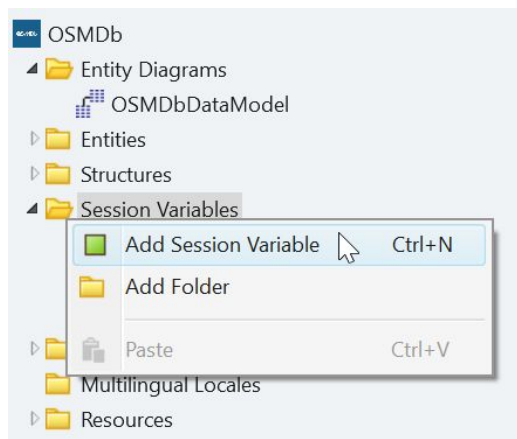 OSMDb
Entity Diagrams
OSMDbDataModel
Entities
Structures
Session Variables
Add Session Variable Ctrl+N
Add Folder
Paste Ctrl+V
Multilingual Locales
Resources